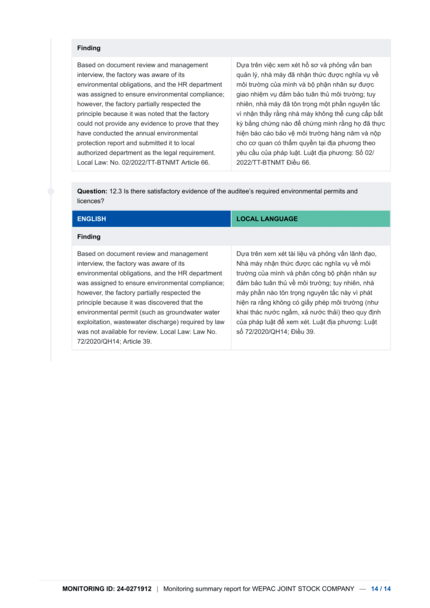 Finding
Based on document review and management
interview, the factory was aware of its
environmental obligations, and the HR department
was assigned to ensure environmental compliance;
however, the factory partially respected the
principle because it was noted that the factory
could not provide any evidence to prove that they
have conducted the annual environmental
protection report and submitted it to local
authorized department as the legal requirement.
Local Law: No. 02/2022/TT-BTNMT Article 66.
Dựa trên việc xem xét hồ sơ và phỏng vấn ban
quản lý, nhà máy đã nhận thức được nghĩa vụ về
môi trường của mình và bộ phận nhân sự được
giao nhiệm vụ đảm bảo tuân thủ môi trường; tuy
nhiên, nhà máy đã tôn trọng một phần nguyên tắc
vì nhận thấy rằng nhà máy không thể cung cấp bất
kỳ bằng chứng nào để chứng minh rằng họ đã thực
hiện báo cáo bảo vệ môi trường hàng năm và nộp
cho cơ quan có thẩm quyền tại địa phương theo
yêu cầu của pháp luật. Luật địa phương: Số 02/
2022/TT-BTNMT Điều 66.
Question: 12.3 Is there satisfactory evidence of the auditee's required environmental permits and
licences?
ENGLISH
LOCAL LANGUAGE
Finding
Based on document review and management
interview, the factory was aware of its
environmental obligations, and the HR department
was assigned to ensure environmental compliance;
however, the factory partially respected the
principle because it was discovered that the
environmental permit (such as groundwater water
exploitation, wastewater discharge) required by law
was not available for review. Local Law: Law No.
72/2020/QH14; Article 39.
Dựa trên xem xét tài liệu và phỏng vấn lãnh đạo,
Nhà máy nhận thức được các nghĩa vụ về môi
trường của mình và phân công bộ phận nhân sự
đảm bảo tuân thủ về môi trường; tuy nhiên, nhà
máy phần nào tôn trọng nguyên tắc này vì phát
hiện ra rằng không có giấy phép môi trường (như
khai thác nước ngầm, xả nước thải) theo quy định
của pháp luật để xem xét. Luật địa phương: Luật
số 72/2020/QH14; Điều 39.
MONITORING ID: 24-0271912 | Monitoring summary report for WEPAC JOINT STOCK COMPANY — 14 / 14